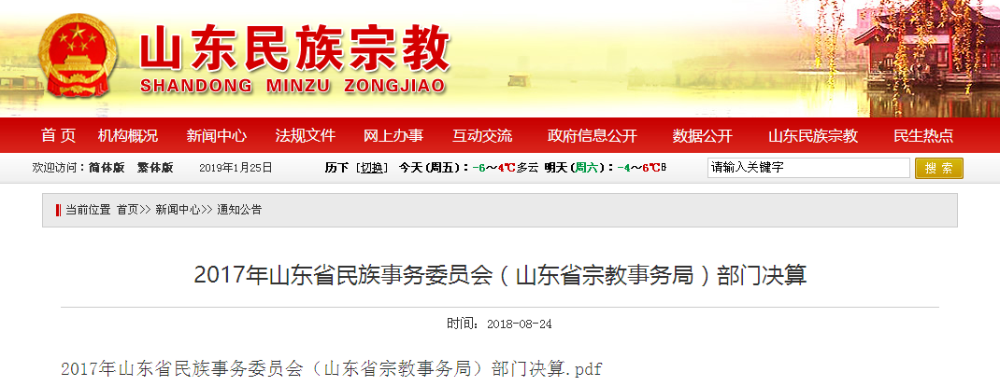 山东民族宗教
SHANDONG MINZU ZONGJIAO
首 页 机构概况 新闻中心 法规文件 网上办事 互动交流 政府信息公开 数据公开 山东民族宗教 民生热点
欢迎访问：简体版 繁体版 2019年1月25日 历下 [切换] 今天(周五)：-6～4℃多云 明天(周六)：-4～6℃ 请输入关键字 搜 索
当前位置 首页>> 新闻中心>> 通知公告
2017年山东省民族事务委员会（山东省宗教事务局）部门决算
时间：2018-08-24
2017年山东省民族事务委员会（山东省宗教事务局）部门决算.pdf